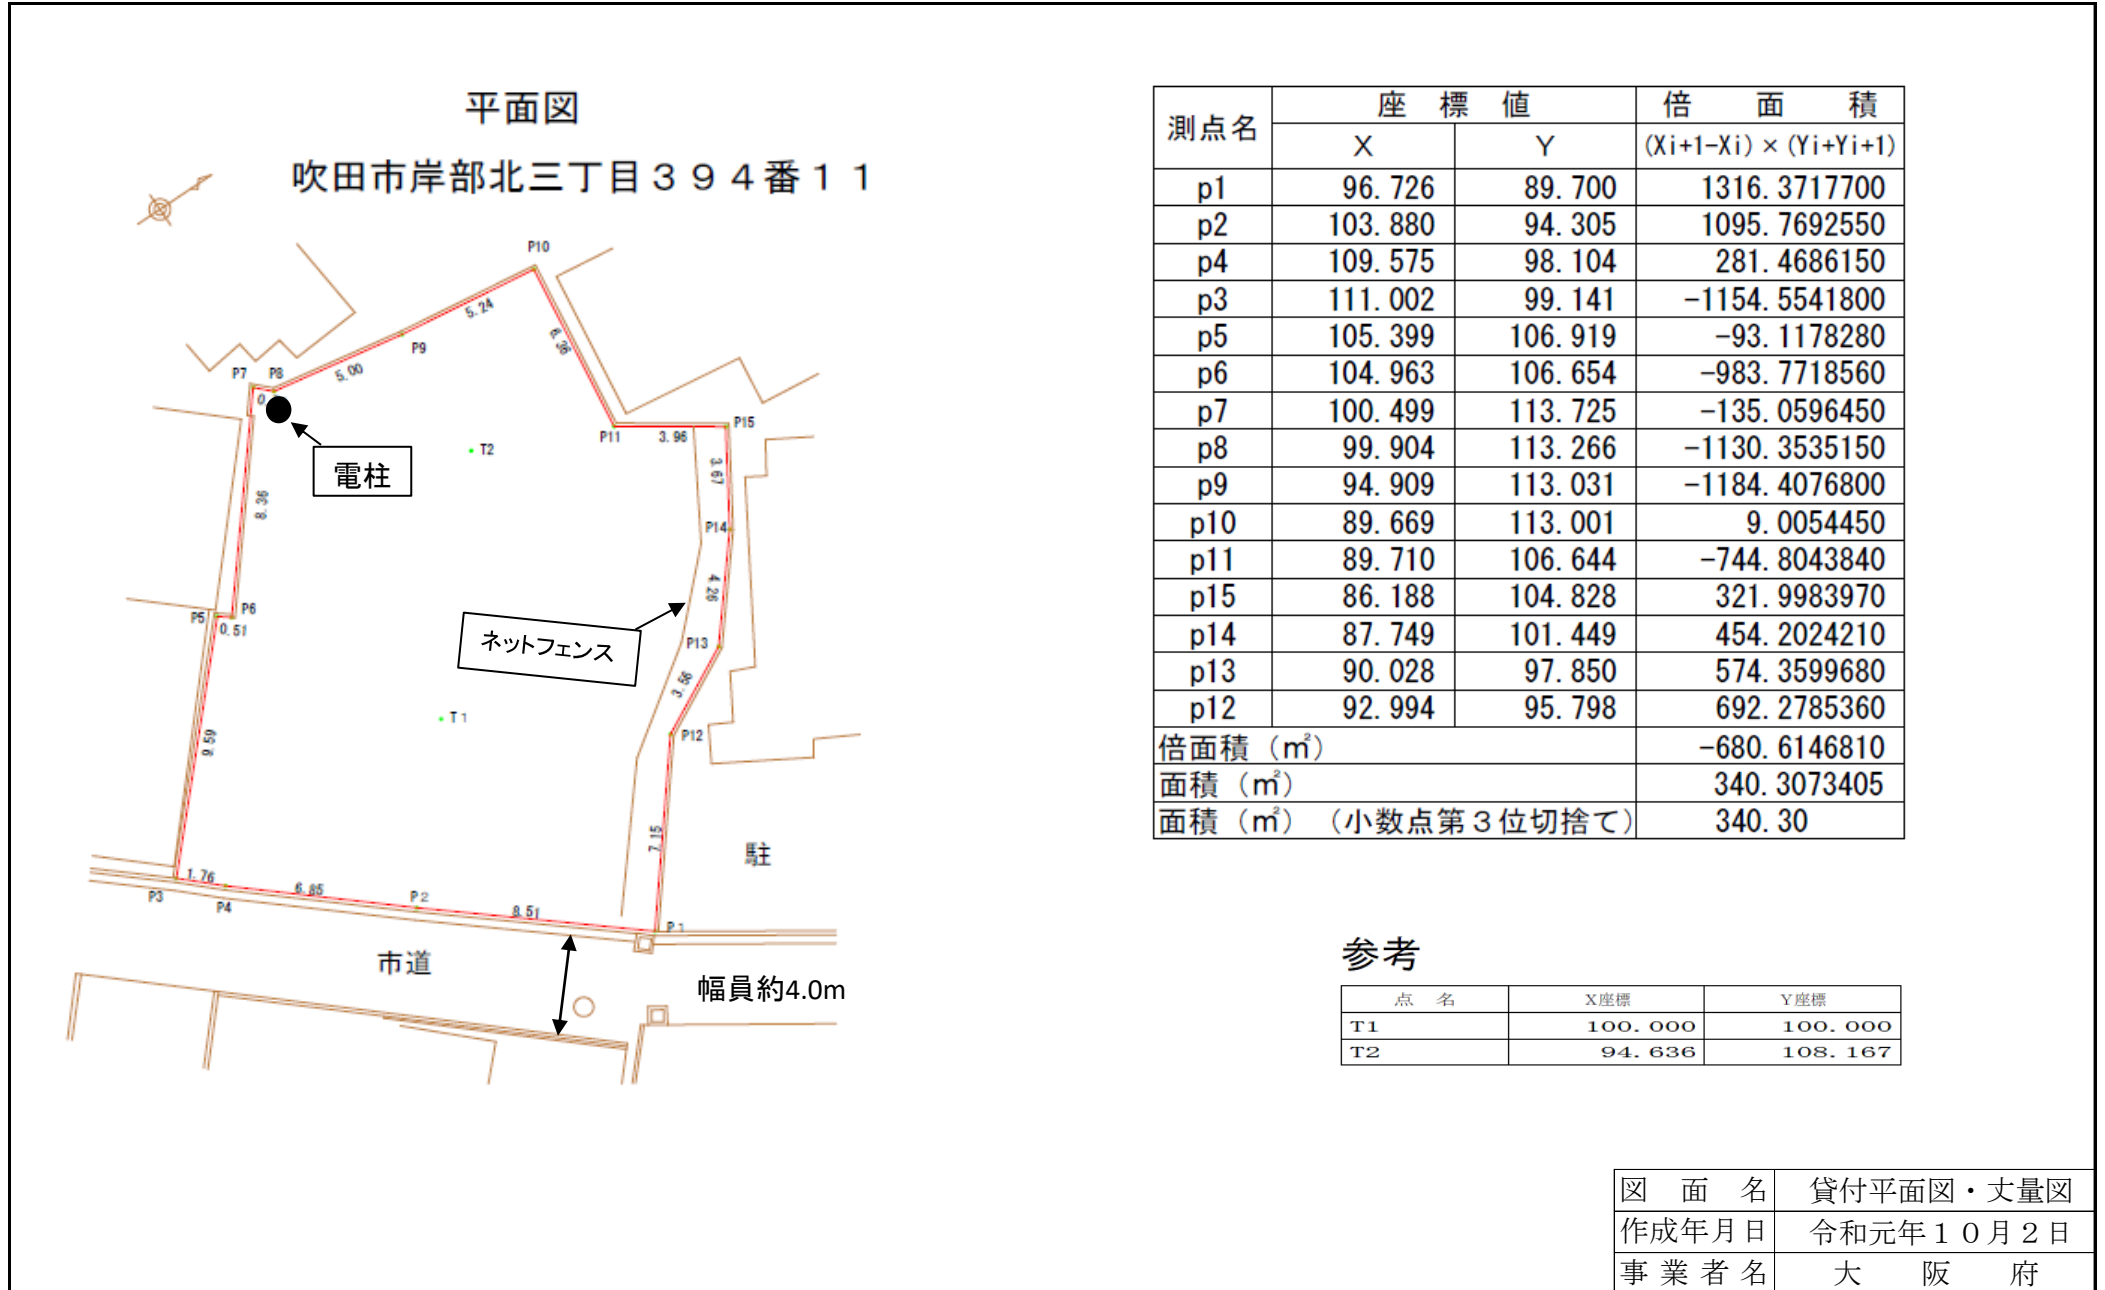 平面図
吹田市岸部北三丁目３９４番１１
P10
5.24
P9
6.36
5.00
P7
P8
0
電柱
P11
3.96
P15
T2
3.67
8.36
P14
4.26
P5
P6
0.51
ネットフェンス
P13
3.56
T1
P12
9.59
7.15
駐
1.76
6.85
P3
P4
P2
8.51
P1
市道
幅員約4.0m
測点名 座標値 倍面積
X Y (Xi+1-Xi)×(Yi+Yi+1)
p1 96.726 89.700 1316.3717700
p2 103.880 94.305 1095.7692550
p4 109.575 98.104 281.4686150
p3 111.002 99.141 -1154.5541800
p5 105.399 106.919 -93.1178280
p6 104.963 106.654 -983.7718560
p7 100.499 113.725 -135.0596450
p8 99.904 113.266 -1130.3535150
p9 94.909 113.031 -1184.4076800
p10 89.669 113.001 9.0054450
p11 89.710 106.644 -744.8043840
p15 86.188 104.828 321.9983970
p14 87.749 101.449 454.2024210
p13 90.028 97.850 574.3599680
p12 92.994 95.798 692.2785360
倍面積（㎡） -680.6146810
面積（㎡） 340.3073405
面積（㎡）（小数点第３位切捨て） 340.30
参考
点名 X座標 Y座標
T1 100.000 100.000
T2 94.636 108.167
図面名 貸付平面図・丈量図
作成年月日 令和元年１０月２日
事業者名 大阪府